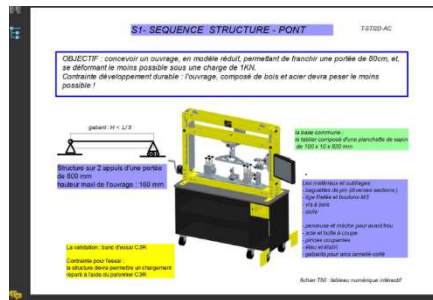 S1- SEQUENCE STRUCTURE - PONT
TSTI2D-AC
OBJECTIF : concevoir un ouvrage, en modèle réduit, permettant de franchir une portée de 80cm, et,
se déformant le moins possible sous une charge de 1KN.
Contrainte développement durable : l'ouvrage, composé de bois et acier devra peser le moins
possible !
gabarit : H < L/5
Structure sur 2 appuis d'une portée
de 800 mm
hauteur maxi de l'ouvrage : 160 mm
la base commune :
le tablier composé d'une planchette de sapin
de 100 x 10 x 820 mm
Les matériaux et outillages
- baguettes de pin (diverses sections)
- tige filetée et boulons M3
- vis à bois
- colle
- perceuse et mèche pour avant trou
- scie et boîte à coupe
- pinces coupantes
- étau et établi
- gabarits pour arcs lamellé collé
La validation : banc d'essai C3R
Contrainte pour l'essai :
la structure devra permettre un chargement
réparti à l'aide du palonnier C3R
fichier TNI : tableau numérique intéractif